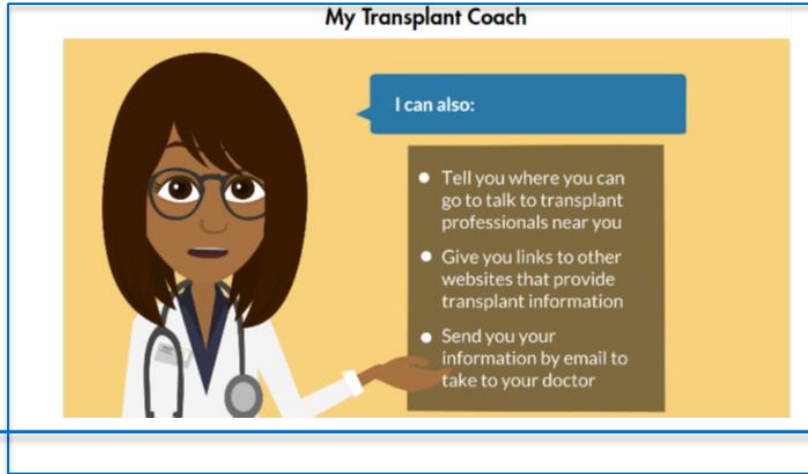 My Transplant Coach
I can also:
Tell you where you can
go to talk to transplant
professionals near you
Give you links to other
websites that provide
transplant information
Send you your
information by email to
take to your doctor